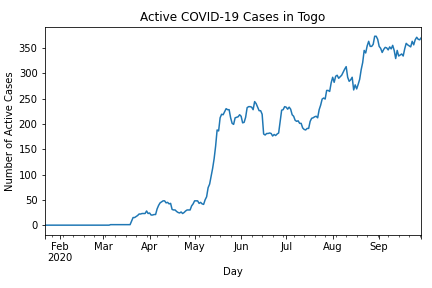 Active COVID-19 Cases in Togo
Number of Active Cases
350
300
250
200
150
100
50
0
Feb Mar Apr May Jun Jul Aug Sep
2020
Day